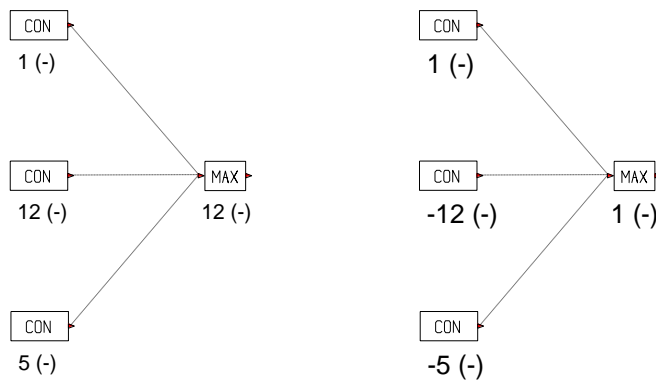 CON
1 (-)
CON
12 (-)
MAX
12 (-)
CON
5 (-)
CON
1 (-)
CON
-12 (-)
MAX
1 (-)
CON
-5 (-)